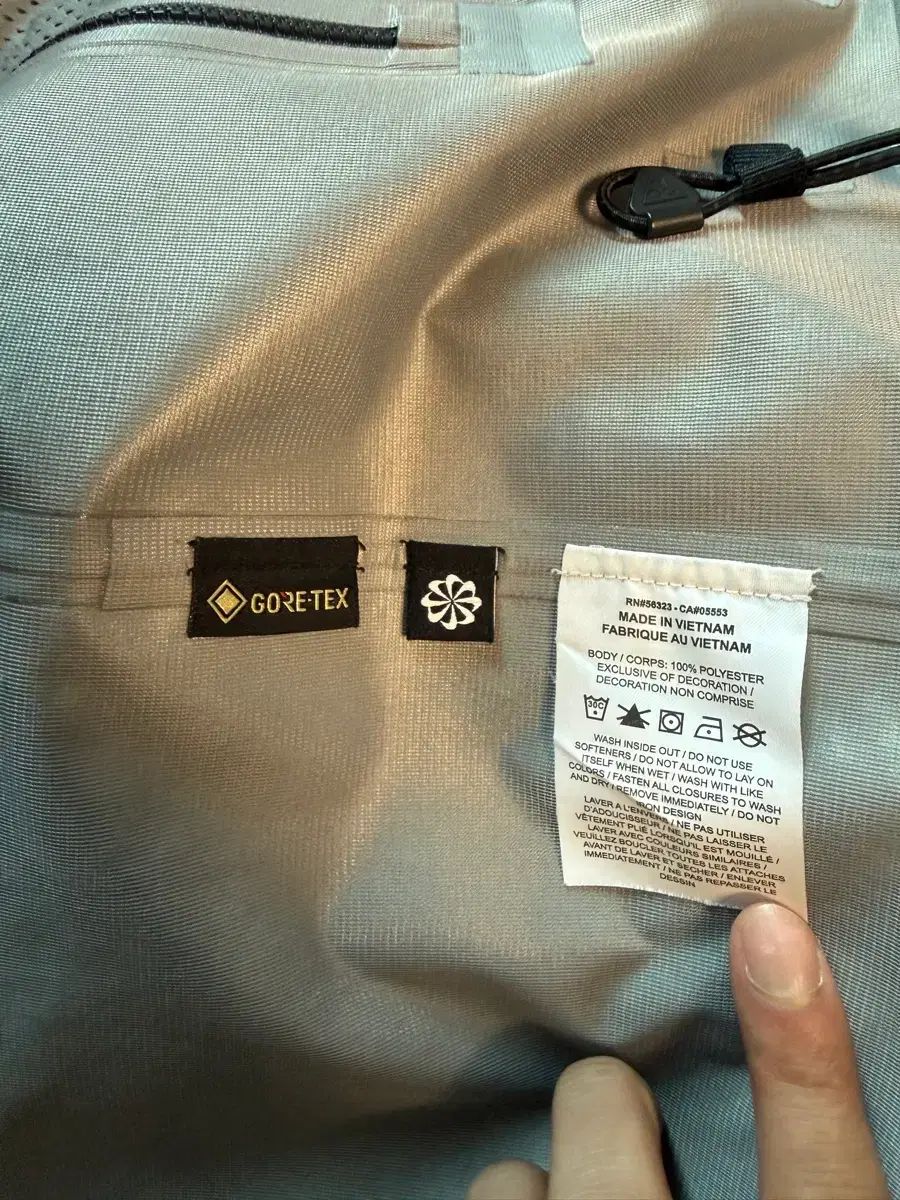 GORE-TEX
RN#56323 - CA#05553
MADE IN VIETNAM
FABRIQUE AU VIETNAM
BODY / CORPS: 100% POLYESTER
EXCLUSIVE OF DECORATION /
DECORATION NON COMPRISE
30C
WASH INSIDE OUT / DO NOT USE
SOFTENERS / DO NOT ALLOW TO LAY ON
ITSELF WHEN WET / WASH WITH LIKE
COLORS / FASTEN ALL CLOSURES TO WASH
AND DRY / REMOVE IMMEDIATELY / DO NOT
IRON DESIGN
LAVER A L'ENVERS / NE PAS UTILISER
D'ADOUCISSEUR / NE PAS LAISSER LE
VÊTEMENT PLIÉ LORSQU'IL EST MOUILLÉ /
LAVER AVEC COULEURS SIMILAIRES /
VEUILLEZ BOUCLER TOUTES LES ATTACHES
AVANT DE LAVER ET SECHER / ENLEVER
IMMEDIATEMENT / NE PAS REPASSER LE
DESSIN